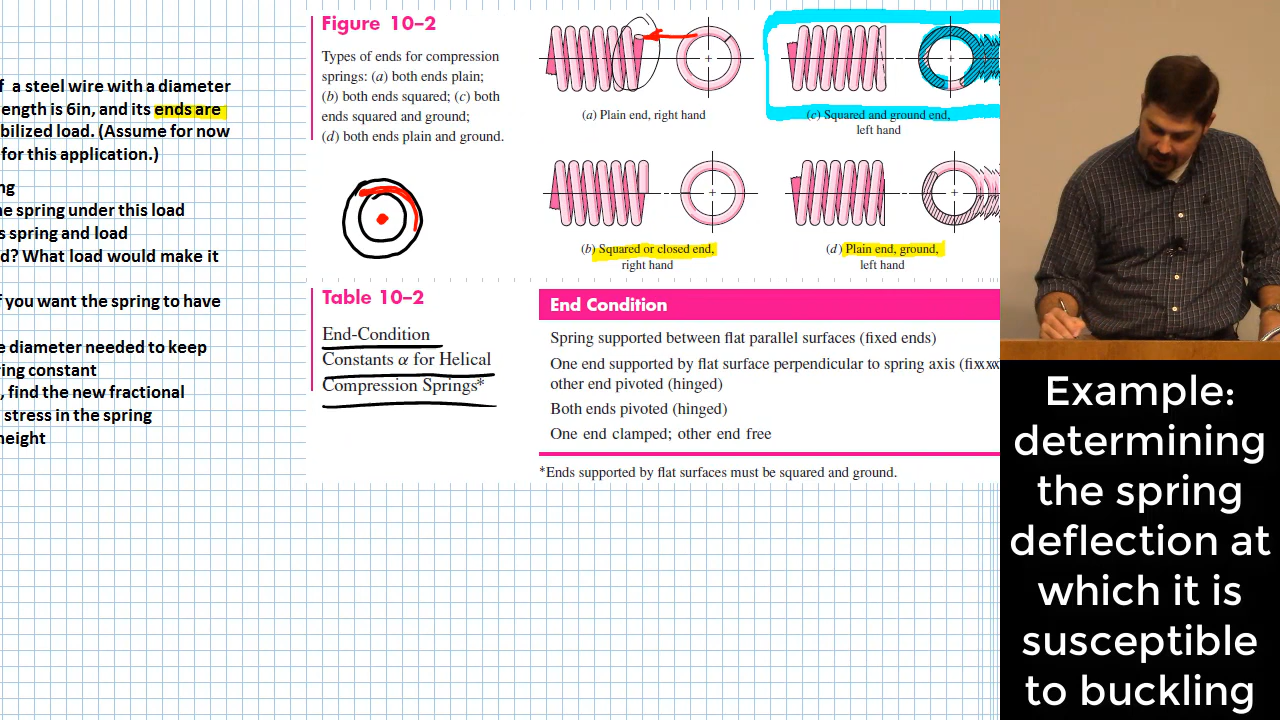 f a steel wire with a diameter
rength is 6in, and its ends are
bilized load. (Assume for now
for this application.)
ng
ne spring under this load
s spring and load
d? What load would make it
f you want the spring to have
e diameter needed to keep
ring constant
, find the new fractional
stress in the spring
height
Figure 10–2
Types of ends for compression
springs: (a) both ends plain;
(b) both ends squared; (c) both
ends squared and ground;
(d) both ends plain and ground.
(a) Plain end, right hand
(c) Squared and ground end,
left hand
(b) Squared or closed end,
right hand
(d) Plain end, ground,
left hand
Table 10–2
End-Condition
Constants α for Helical
Compression Springs*
End Condition
Spring supported between flat parallel surfaces (fixed ends)
One end supported by flat surface perpendicular to spring axis (fixxx
other end pivoted (hinged)
Both ends pivoted (hinged)
One end clamped; other end free
*Ends supported by flat surfaces must be squared and ground.
Example:
determining
the spring
deflection at
which it is
susceptible
to buckling